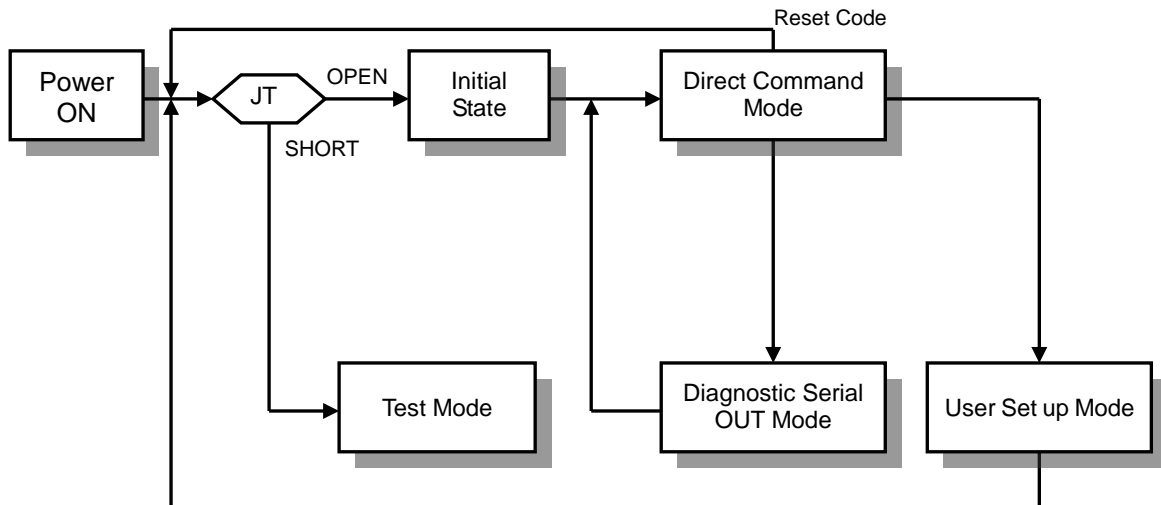 Reset Code
Power
ON
JT
OPEN
SHORT
Initial
State
Direct Command
Mode
Test Mode
Diagnostic Serial
OUT Mode
User Set up Mode